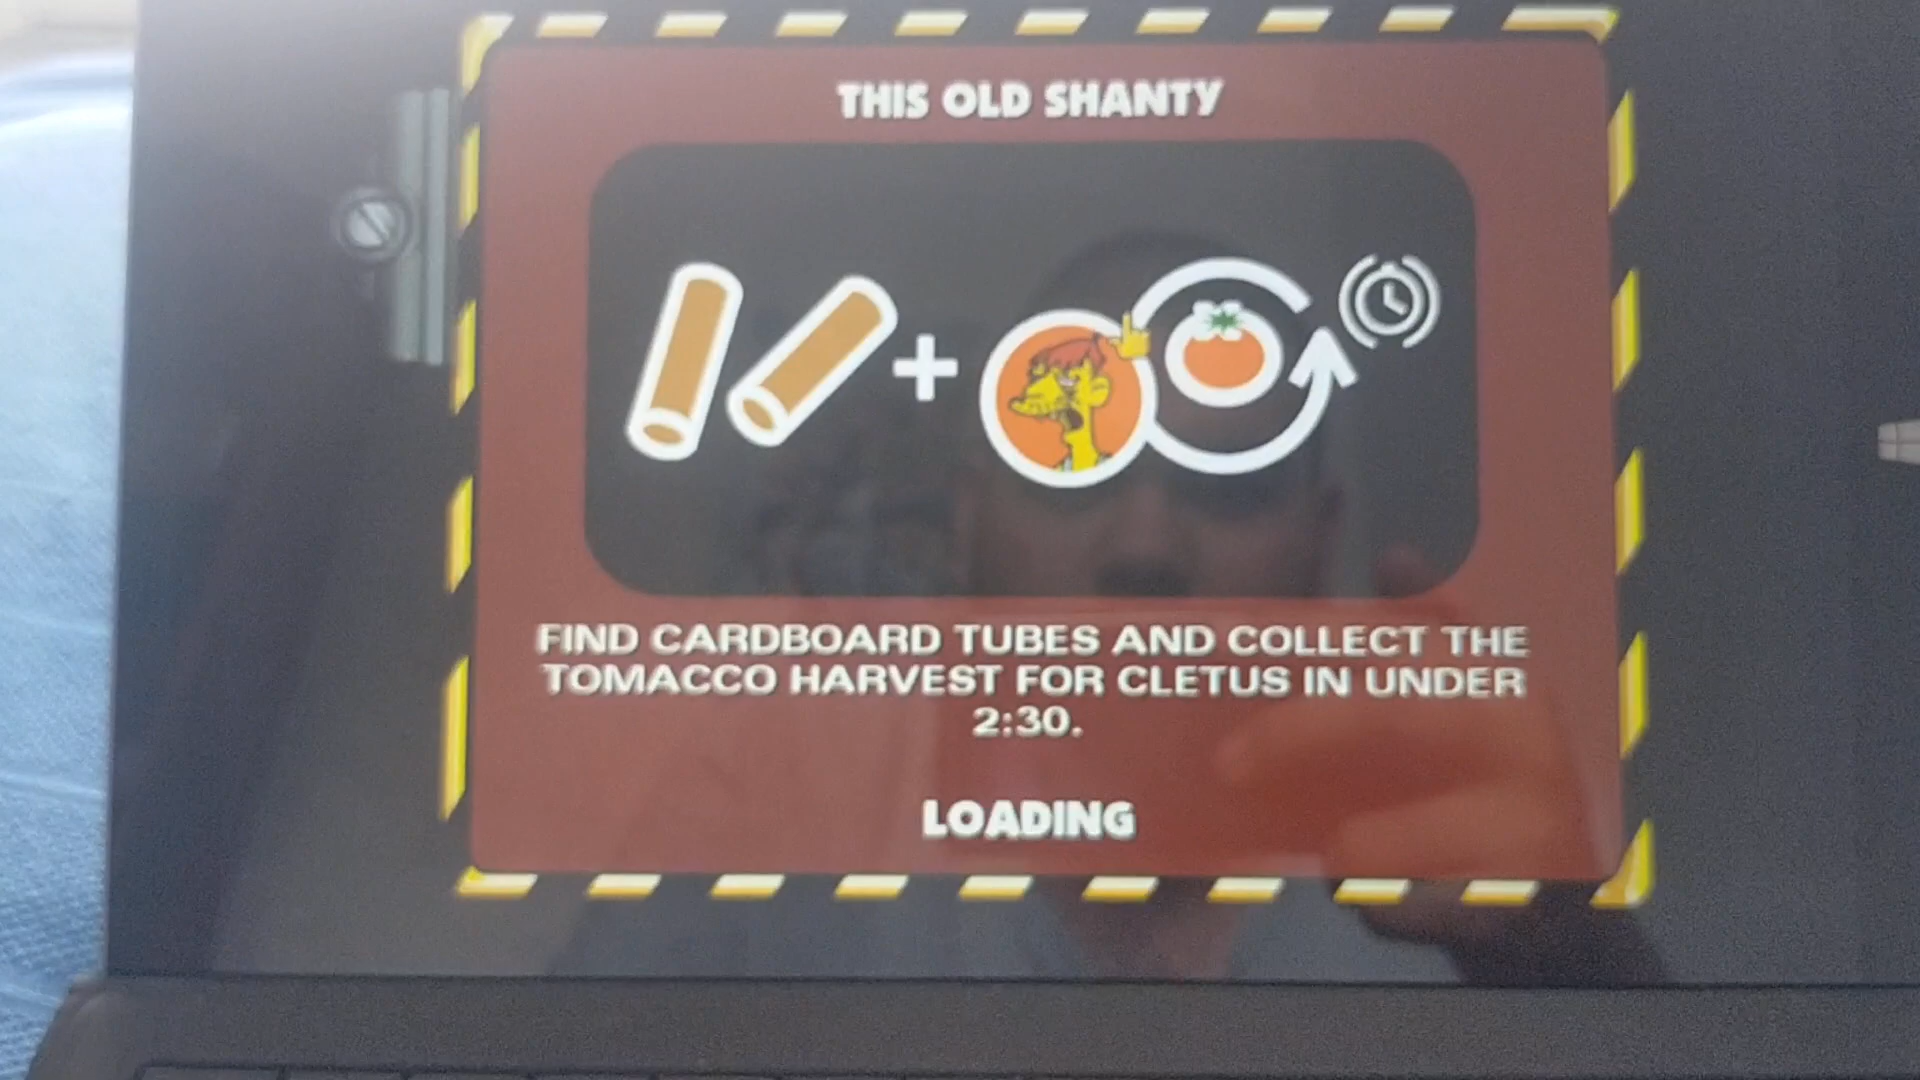 THIS OLD SHANTY
FIND CARDBOARD TUBES AND COLLECT THE
TOMACCO HARVEST FOR CLETUS IN UNDER
2:30.
LOADING